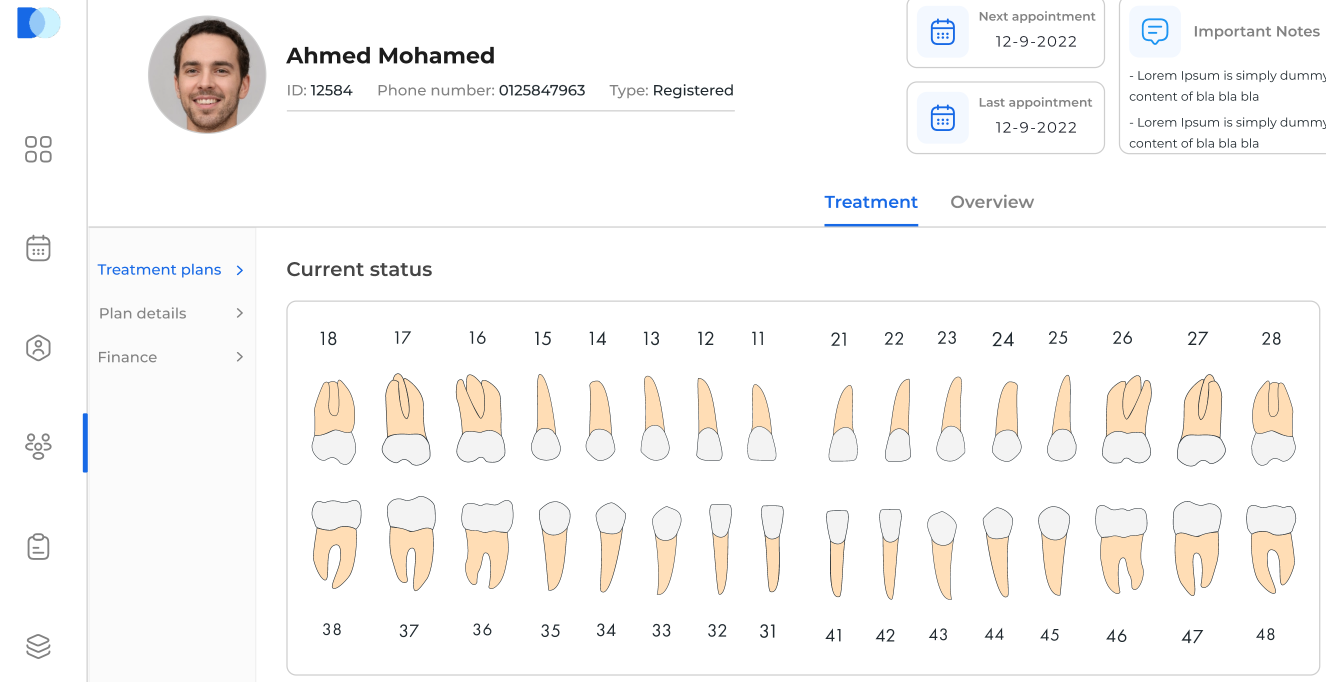 Ahmed Mohamed
ID: 12584 Phone number: 0125847963 Type: Registered
Next appointment
12-9-2022
Last appointment
12-9-2022
Important Notes
- Lorem Ipsum is simply dummy
content of bla bla bla
- Lorem Ipsum is simply dummy
content of bla bla bla
Treatment Overview
Treatment plans
Plan details
Finance
Current status
18 17 16 15 14 13 12 11 21 22 23 24 25 26 27 28
38 37 36 35 34 33 32 31 41 42 43 44 45 46 47 48